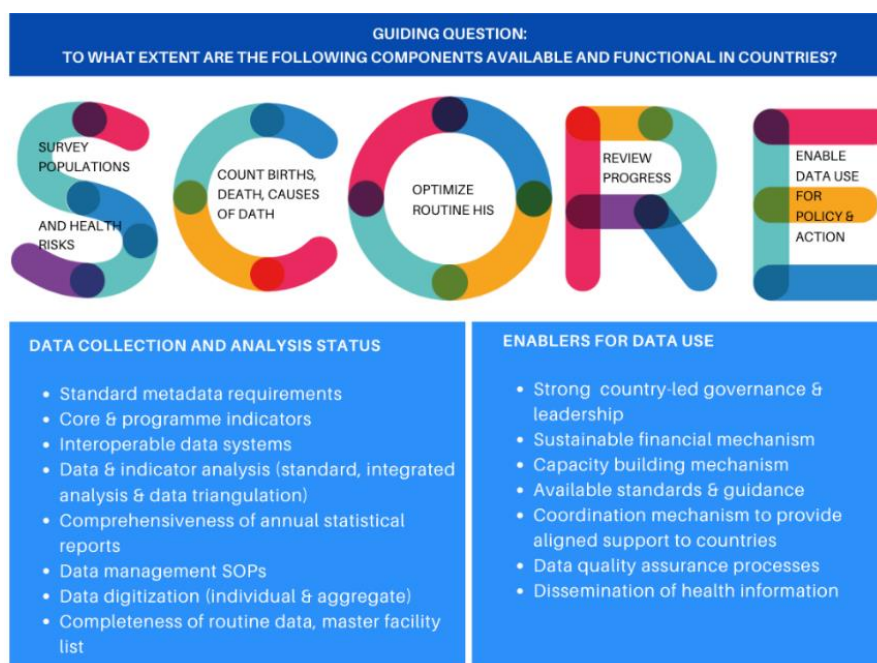 GUIDING QUESTION:
TO WHAT EXTENT ARE THE FOLLOWING COMPONENTS AVAILABLE AND FUNCTIONAL IN COUNTRIES?
SCORE
SURVEY
POPULATIONS
AND HEALTH
RISKS
COUNT BIRTHS,
DEATH, CAUSES
OF DATH
OPTIMIZE
ROUTINE HIS
REVIEW
PROGRESS
ENABLE
DATA USE
FOR
POLICY &
ACTION
DATA COLLECTION AND ANALYSIS STATUS
• Standard metadata requirements
• Core & programme indicators
• Interoperable data systems
• Data & indicator analysis (standard, integrated
analysis & data triangulation)
• Comprehensiveness of annual statistical
reports
• Data management SOPs
• Data digitization (individual & aggregate)
• Completeness of routine data, master facility
list
ENABLERS FOR DATA USE
• Strong country-led governance &
leadership
• Sustainable financial mechanism
• Capacity building mechanism
• Available standards & guidance
• Coordination mechanism to provide
aligned support to countries
• Data quality assurance processes
• Dissemination of health information